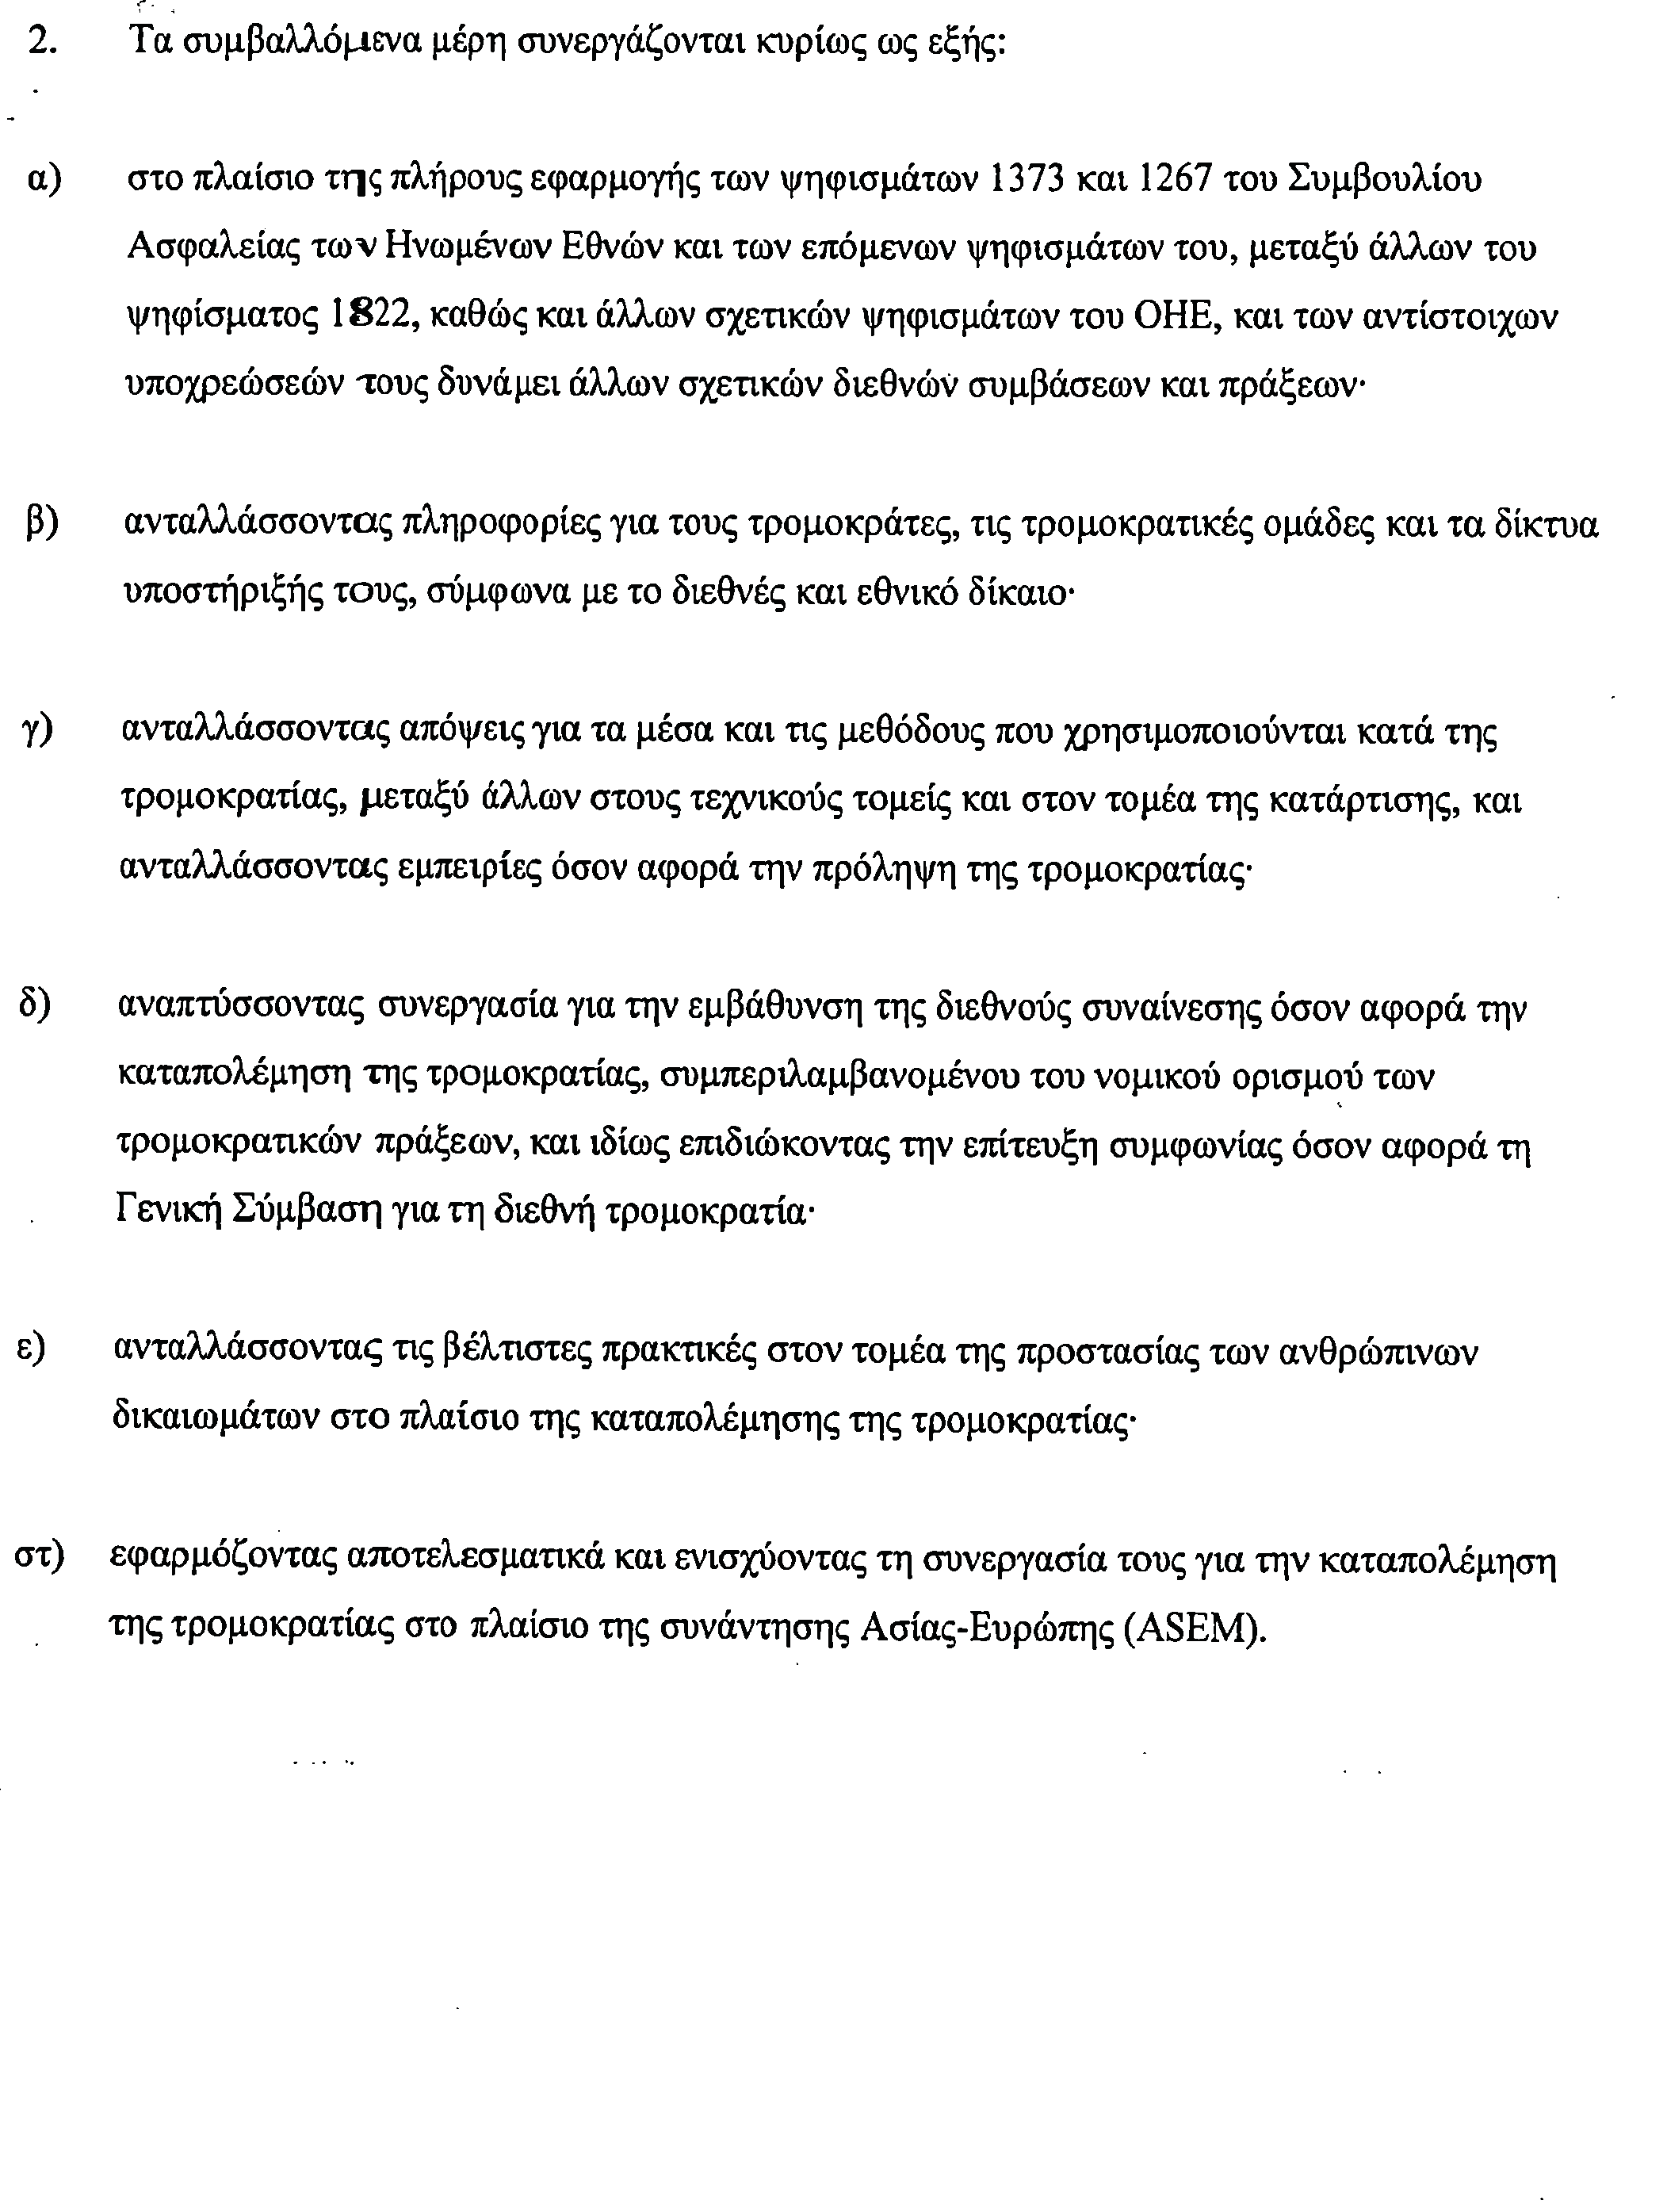 2. Τα συμβαλλόμενα μέρη συνεργάζονται κυρίως ως εξής:
α) στο πλαίσιο της πλήρους εφαρμογής των ψηφισμάτων 1373 και 1267 του Συμβουλίου
Ασφαλείας των Ηνωμένων Εθνών και των επόμενων ψηφισμάτων του, μεταξύ άλλων του
ψηφίσματος 1822, καθώς και άλλων σχετικών ψηφισμάτων του ΟΗΕ, και των αντίστοιχων
υποχρεώσεών τους δυνάμει άλλων σχετικών διεθνών συμβάσεων και πράξεων·
β) ανταλλάσσοντας πληροφορίες για τους τρομοκράτες, τις τρομοκρατικές ομάδες και τα δίκτυα
υποστήριξής τους, σύμφωνα με το διεθνές και εθνικό δίκαιο·
γ) ανταλλάσσοντας απόψεις για τα μέσα και τις μεθόδους που χρησιμοποιούνται κατά της
τρομοκρατίας, μεταξύ άλλων στους τεχνικούς τομείς και στον τομέα της κατάρτισης, και
ανταλλάσσοντας εμπειρίες όσον αφορά την πρόληψη της τρομοκρατίας·
δ) αναπτύσσοντας συνεργασία για την εμβάθυνση της διεθνούς συναίνεσης όσον αφορά την
καταπολέμηση της τρομοκρατίας, συμπεριλαμβανομένου του νομικού ορισμού των
τρομοκρατικών πράξεων, και ιδίως επιδιώκοντας την επίτευξη συμφωνίας όσον αφορά τη
Γενική Σύμβαση για τη διεθνή τρομοκρατία·
ε) ανταλλάσσοντας τις βέλτιστες πρακτικές στον τομέα της προστασίας των ανθρώπινων
δικαιωμάτων στο πλαίσιο της καταπολέμησης της τρομοκρατίας·
στ) εφαρμόζοντας αποτελεσματικά και ενισχύοντας τη συνεργασία τους για την καταπολέμηση
της τρομοκρατίας στο πλαίσιο της συνάντησης Ασίας-Ευρώπης (ASEM).